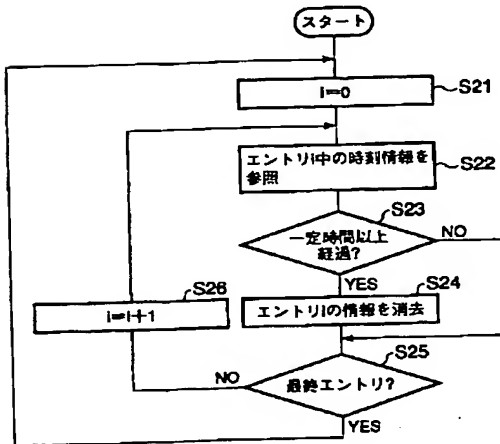 スタート
i=0
S21
エントリi中の時刻情報を
参照
S22
一定時間以上
経過?
S23
NO
YES
S24
エントリiの情報を消去
S26
i=i+1
S25
最終エントリ?
NO
YES